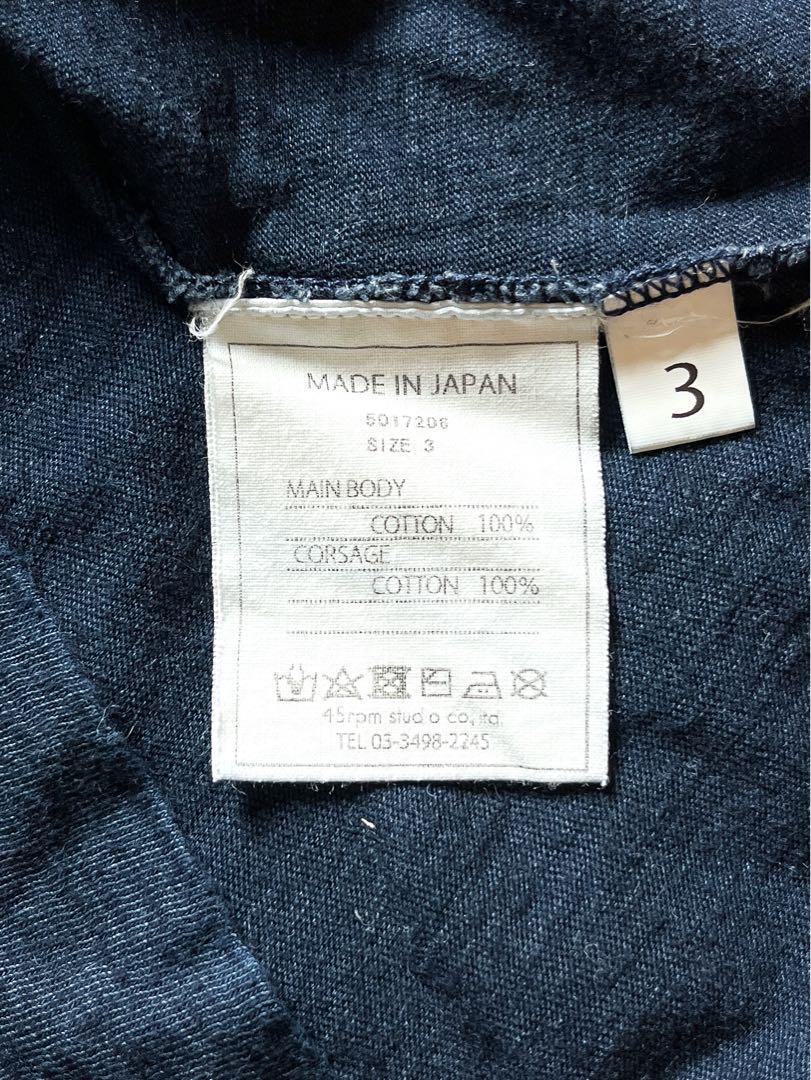 MADE IN JAPAN
5017206
SIZE 3
MAIN BODY
COTTON 100%
CORSAGE
COTTON 100%
45rpm studio co,ltd
TEL 03-3498-2245
3